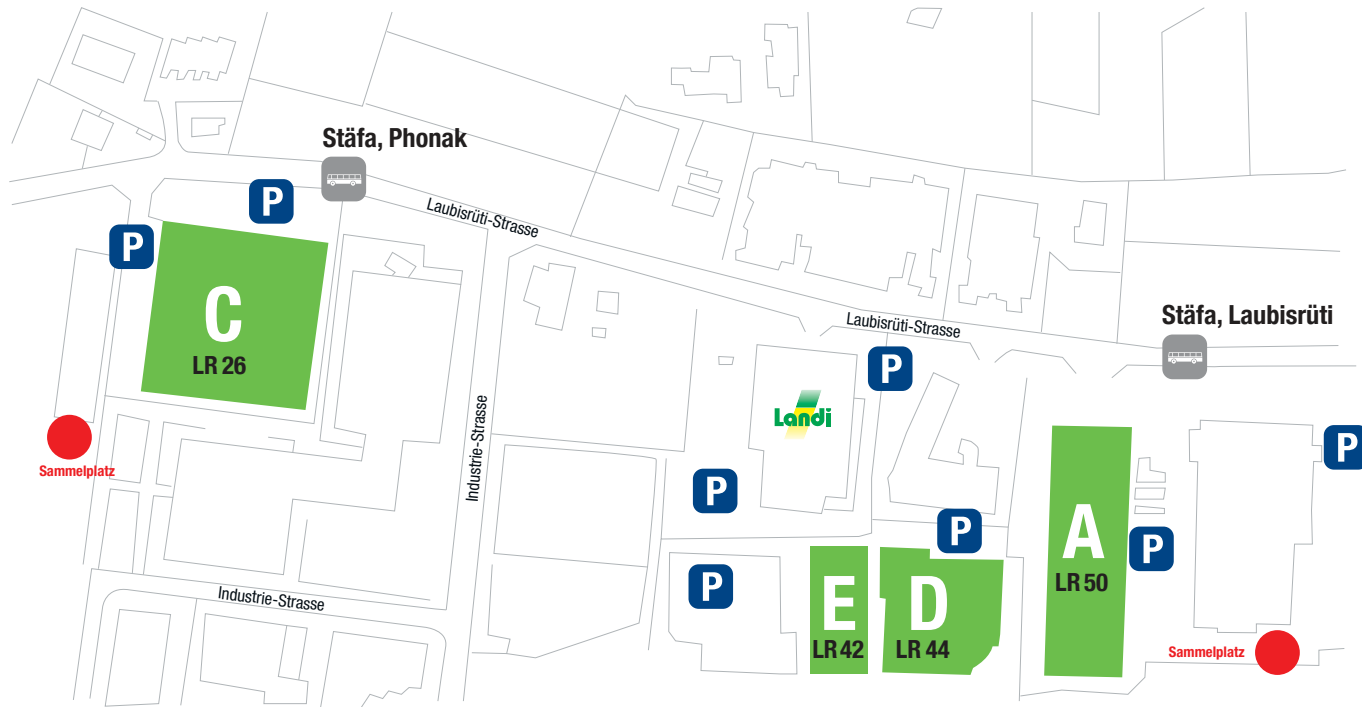 Stäfa, Phonak
P
P
Laubisrüti-Strasse
C
LR 26
Laubisrüti-Strasse
Stäfa, Laubisrüti
P
Landi
Industrie-Strasse
Sammelplatz
P
P
P
A
LR 50
P
P
E
LR 42
D
LR 44
Industrie-Strasse
Sammelplatz